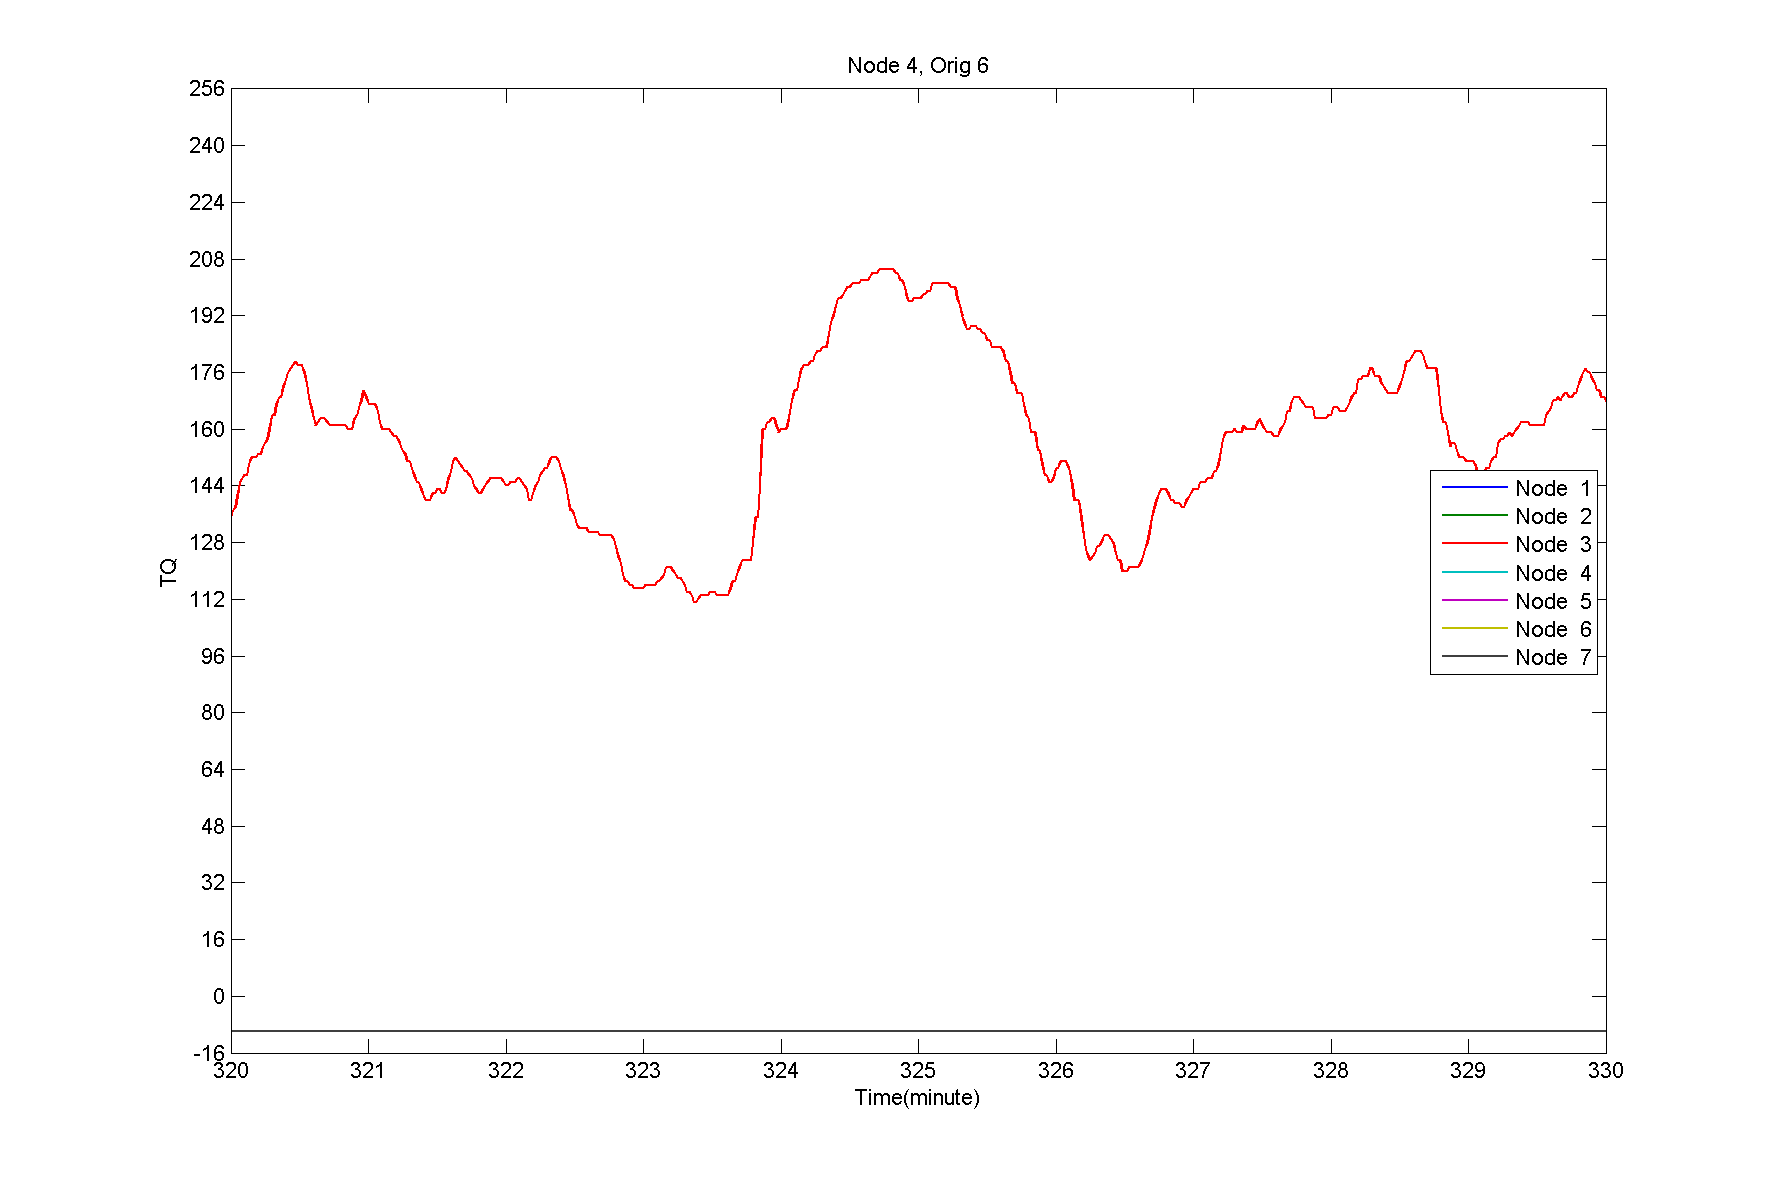 Node 4, Orig 6
256
240
224
208
192
176
160
144
128
112
96
80
64
48
32
16
0
-16
TQ
Node 1
Node 2
Node 3
Node 4
Node 5
Node 6
Node 7
320 321 322 323 324 325 326 327 328 329 330
Time(minute)